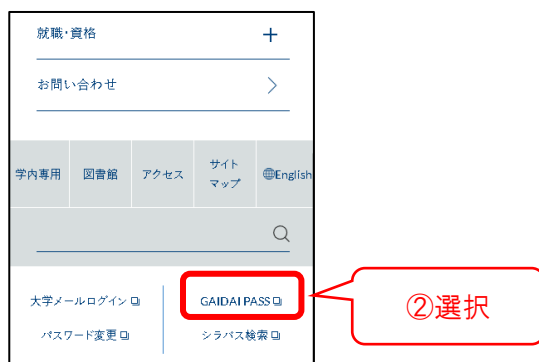 就職・資格
お問い合わせ
学内専用 図書館 アクセス サイトマップ English
大学メールログイン GAIDAI PASS
パスワード変更 シラバス検索
②選択